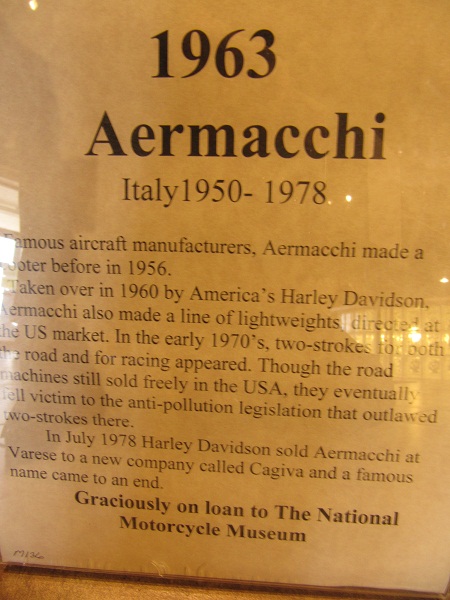 1963
Aermacchi
Italy1950- 1978
Famous aircraft manufacturers, Aermacchi made a
ooter before in 1956.
Taken over in 1960 by America's Harley Davidson,
Aermacchi also made a line of lightweights, directed at
the US market. In the early 1970's, two-strokes for both
the road and for racing appeared. Though the road
machines still sold freely in the USA, they eventually
fell victim to the anti-pollution legislation that outlawed
two-strokes there.
In July 1978 Harley Davidson sold Aermacchi at
Varese to a new company called Cagiva and a famous
name came to an end.
Graciously on loan to The National
Motorcycle Museum